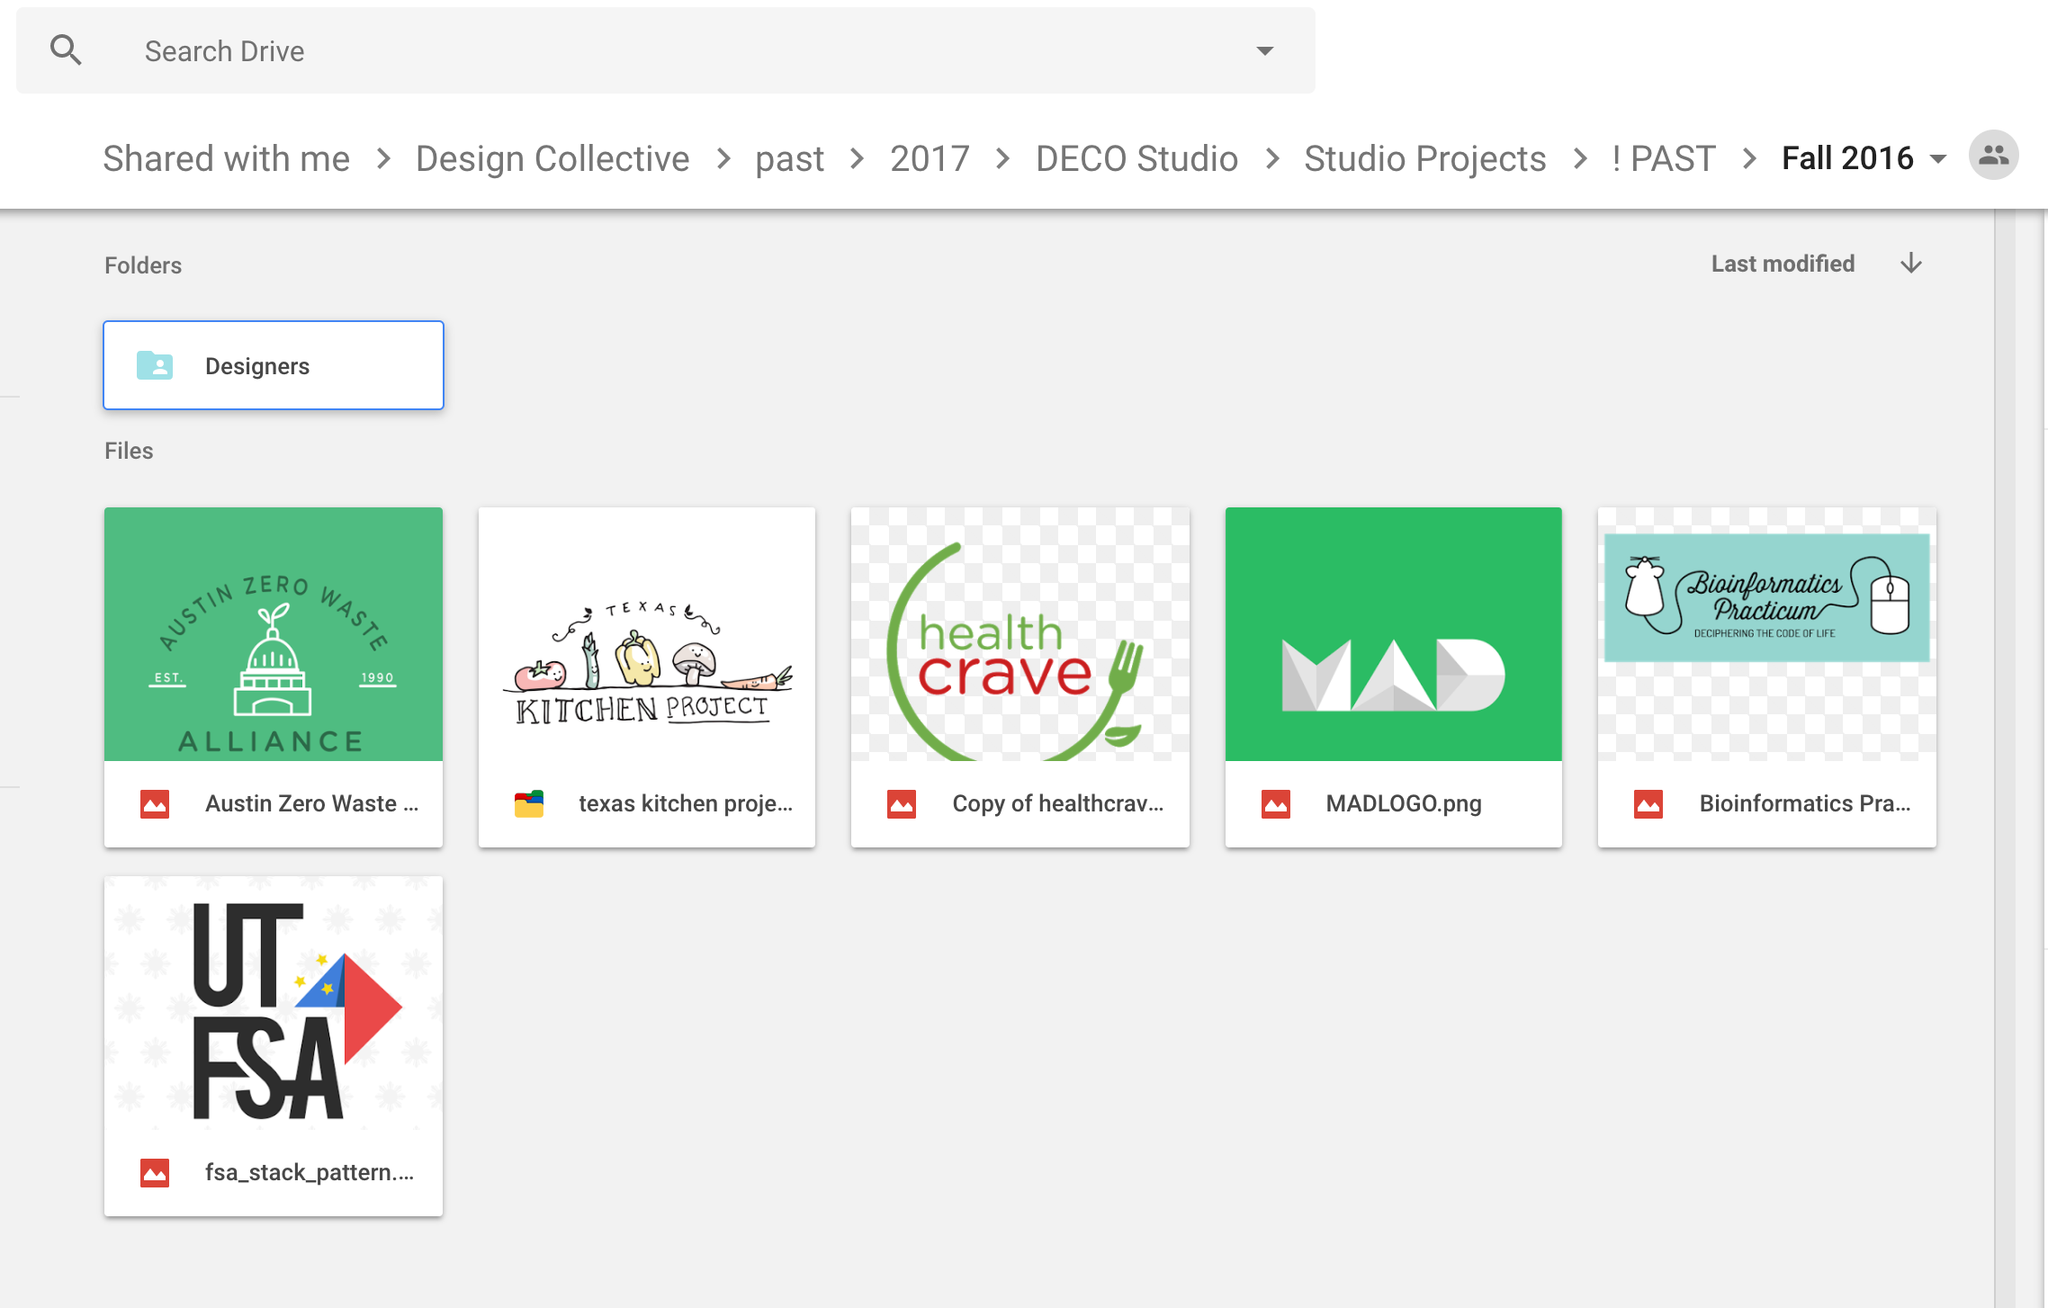 Search Drive
Shared with me > Design Collective > past > 2017 > DECO Studio > Studio Projects > ! PAST > Fall 2016
Folders
Last modified
Designers
Files
AUSTIN ZERO WASTE
EST. 1990
ALLIANCE
TEXAS
KITCHEN PROJECT
health
crave
MAD
Bioinformatics
Practicum
DECIPHERING THE CODE OF LIFE
Austin Zero Waste ...
texas kitchen proje...
Copy of healthcrav...
MADLOGO.png
Bioinformatics Pra...
UT
FSA
fsa_stack_pattern....